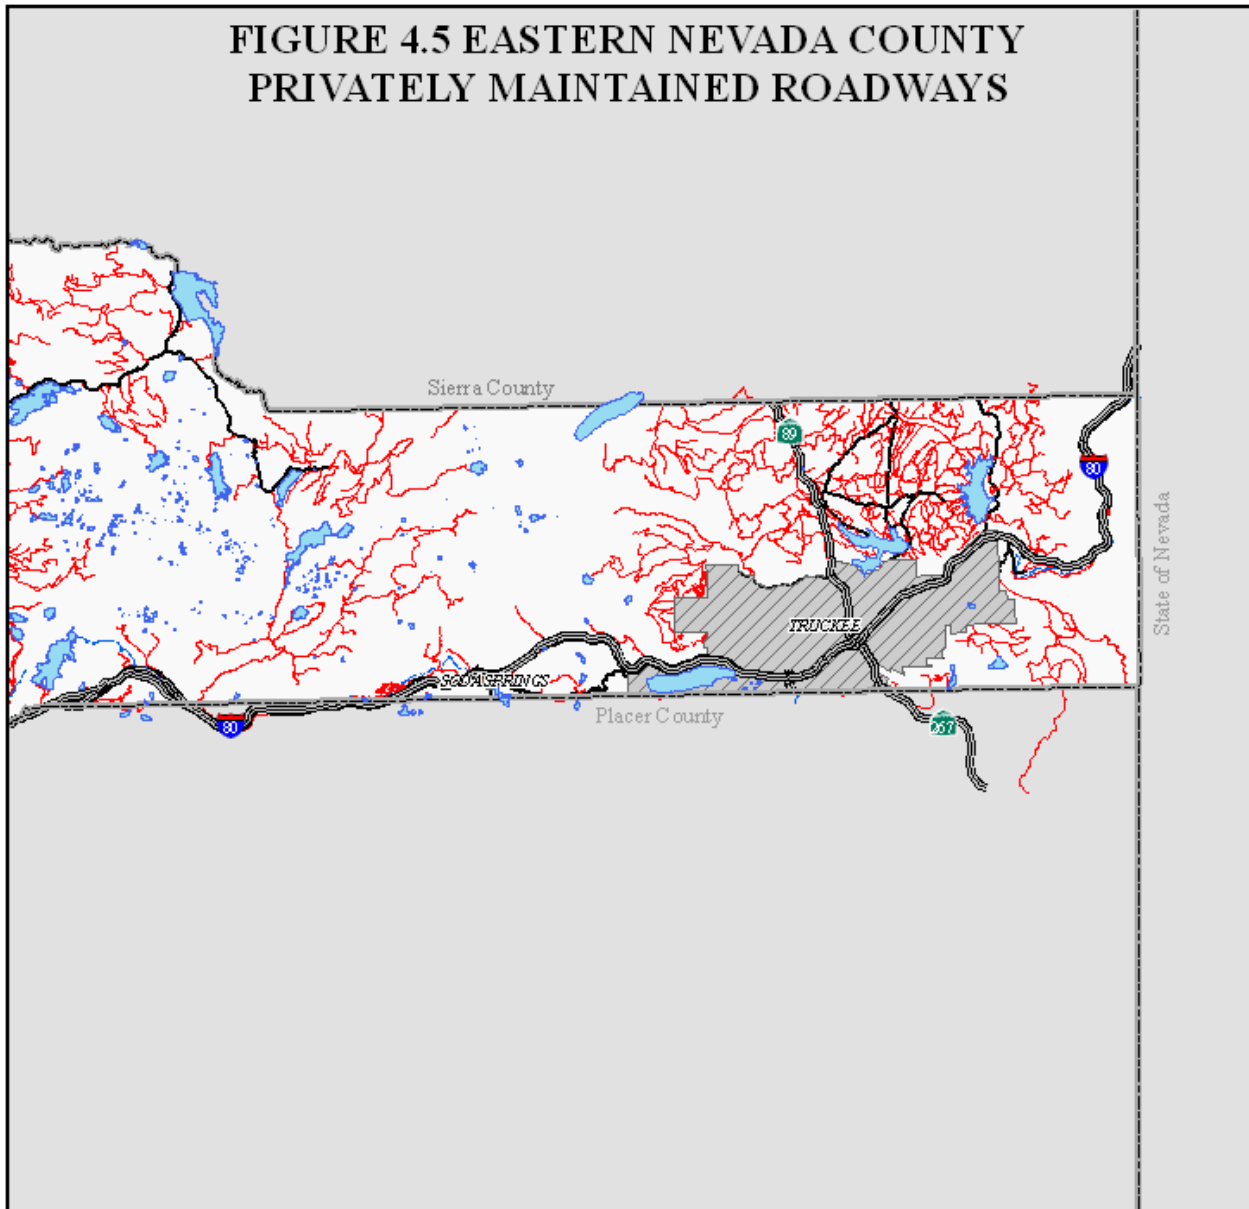 FIGURE 4.5 EASTERN NEVADA COUNTY
PRIVATELY MAINTAINED ROADWAYS
Sierra County
89
80
State of Nevada
TRUCKEE
SODA SPRINGS
Placer County
80
267